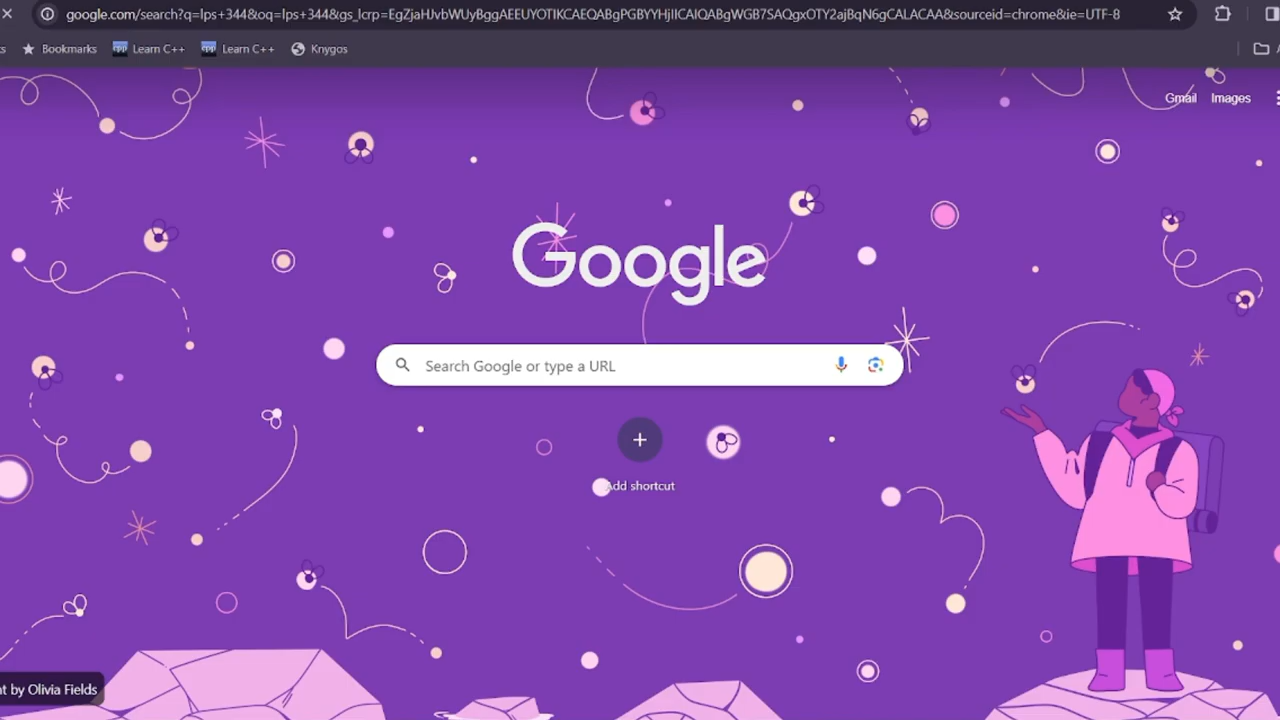 google.com/search?q=lps+344&oq=lps+344&gs_lcrp=EgZjaHJvbWUyBggAEEUYOTIKCAEQABgPGBYYHjIICAIQABgWGB7SAQgxOTY2ajBqN6gCALACAA&sourceid=chrome&ie=UTF-8
Bookmarks Learn C++ Learn C++ Knygos
Gmail Images
Google
Search Google or type a URL
Add shortcut
by Olivia Fields